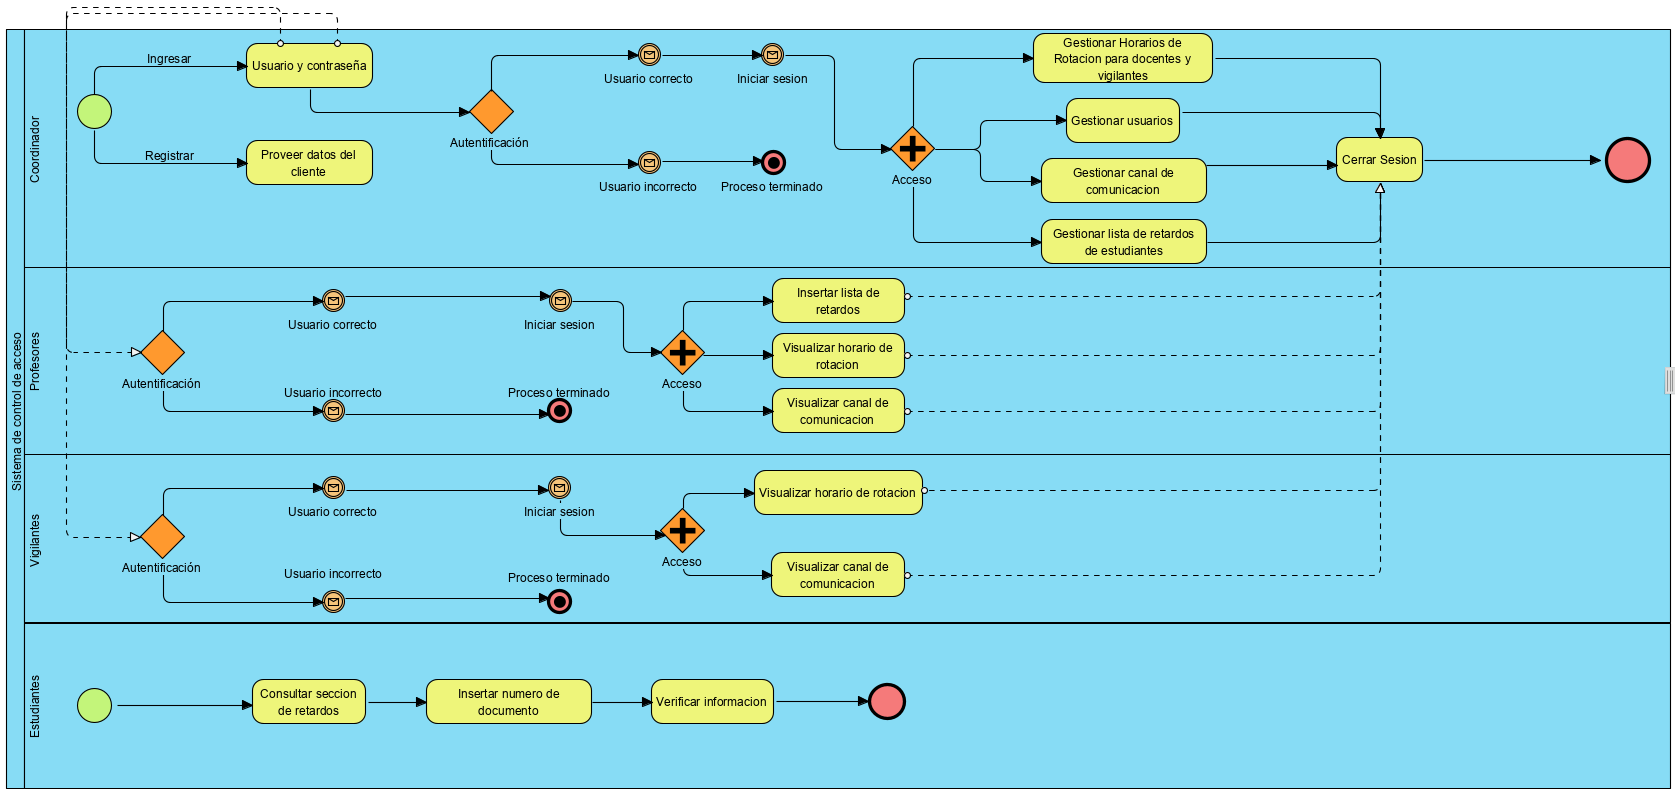 Sistema de control de acceso
Coordinador
Ingresar
Usuario y contraseña
Registrar
Proveer datos del
cliente
Autentificación
Usuario correcto
Iniciar sesion
Usuario incorrecto
Proceso terminado
Acceso
Gestionar Horarios de
Rotacion para docentes y
vigilantes
Gestionar usuarios
Gestionar canal de
comunicacion
Gestionar lista de retardos
de estudiantes
Cerrar Sesion
Profesores
Autentificación
Usuario correcto
Iniciar sesion
Usuario incorrecto
Proceso terminado
Acceso
Insertar lista de
retardos
Visualizar horario de
rotacion
Visualizar canal de
comunicacion
Vigilantes
Autentificación
Usuario correcto
Iniciar sesion
Usuario incorrecto
Proceso terminado
Acceso
Visualizar horario de rotacion
Visualizar canal de
comunicacion
Estudiantes
Consultar seccion
de retardos
Insertar numero de
documento
Verificar informacion